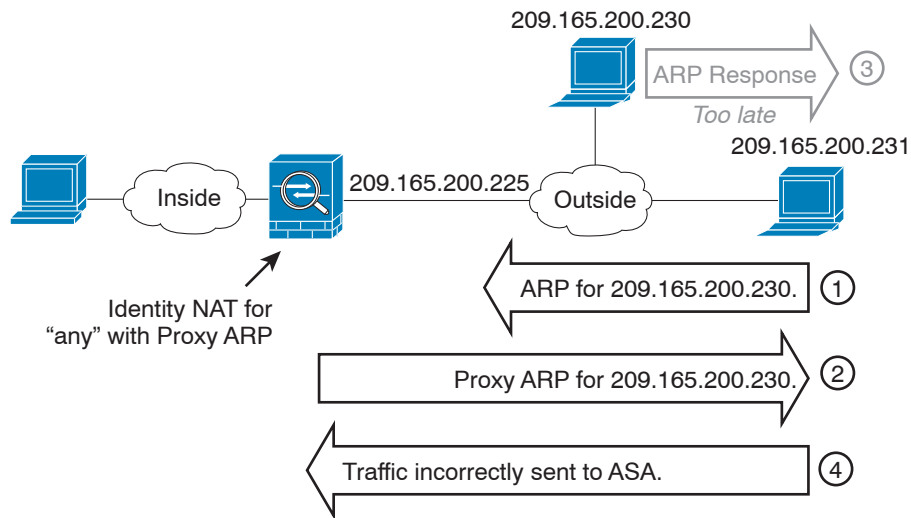 209.165.200.230
ARP Response
3
Too late
209.165.200.231
Inside
209.165.200.225
Outside
Identity NAT for
“any” with Proxy ARP
ARP for 209.165.200.230.
1
Proxy ARP for 209.165.200.230.
2
Traffic incorrectly sent to ASA.
4